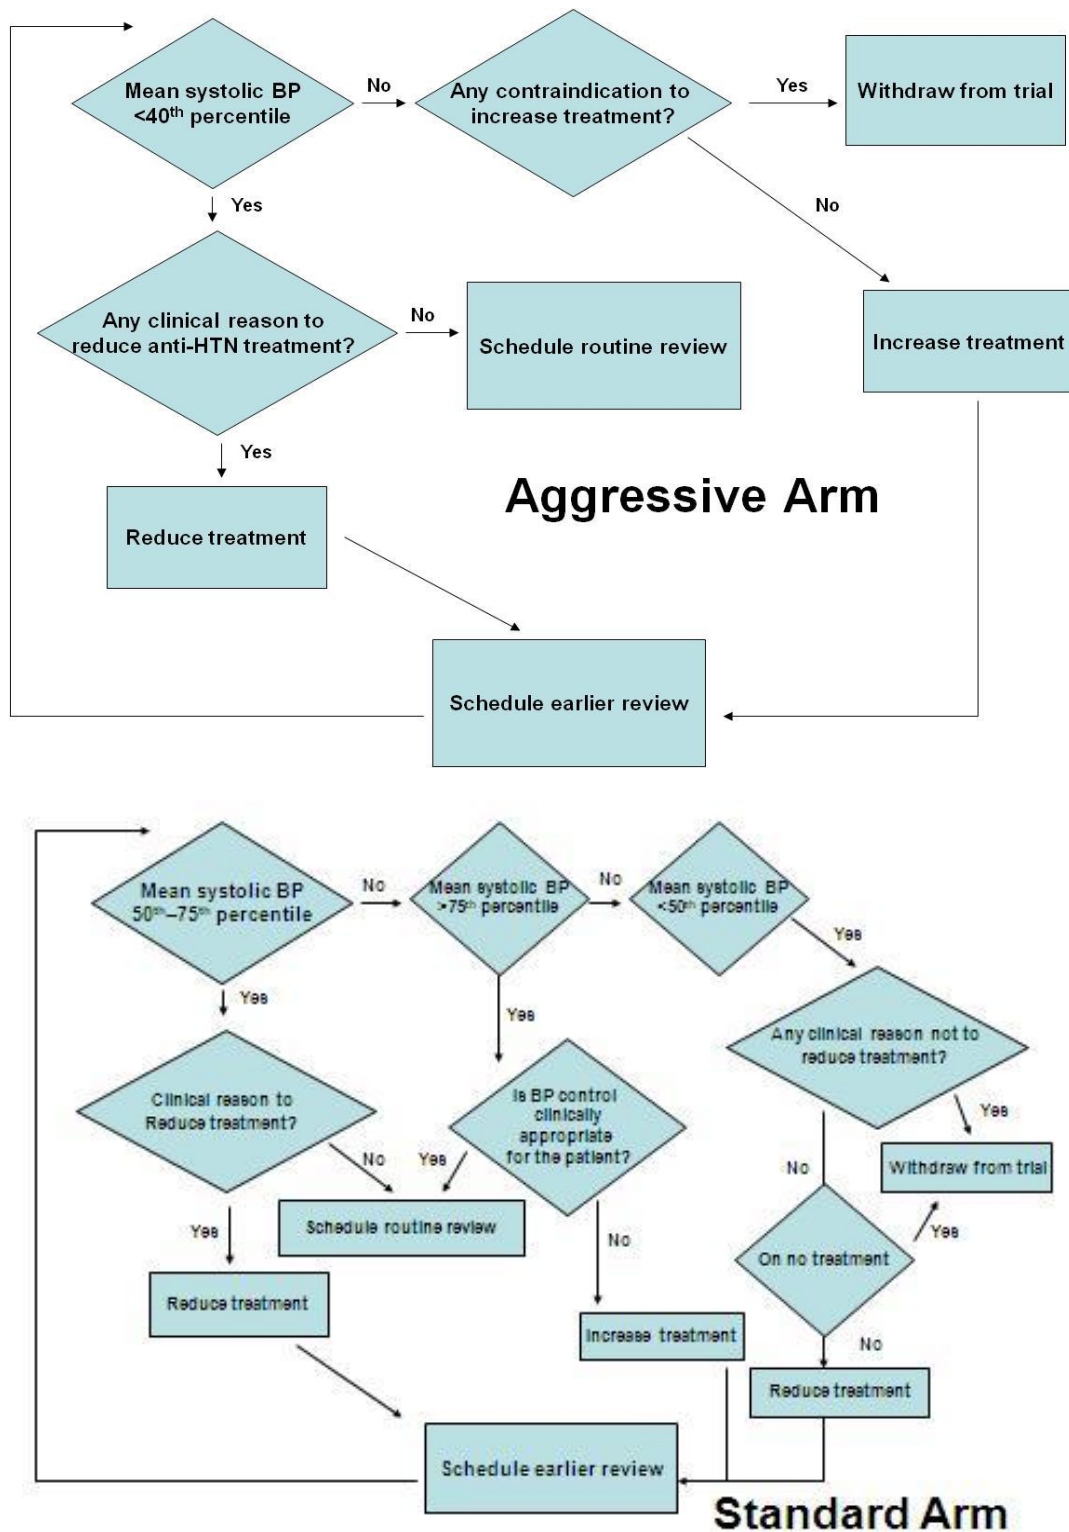 Mean systolic BP
<40th percentile
No
Any contraindication to
increase treatment?
Yes
Withdraw from trial
Yes
No
Any clinical reason to
reduce anti-HTN treatment?
No
Schedule routine review
Increase treatment
Yes
Reduce treatment
Aggressive Arm
Schedule earlier review
Mean systolic BP
50th–75th percentile
No
Mean systolic BP
>75th percentile
No
Mean systolic BP
<50th percentile
Yes
Yes
Yes
Any clinical reason not to
reduce treatment?
Clinical reason to
Reduce treatment?
Is BP control
clinically
appropriate
for the patient?
Yes
No
Yes
No
Withdraw from trial
Schedule routine review
Yes
No
On no treatment
Yes
Reduce treatment
Increase treatment
No
Reduce treatment
Schedule earlier review
Standard Arm